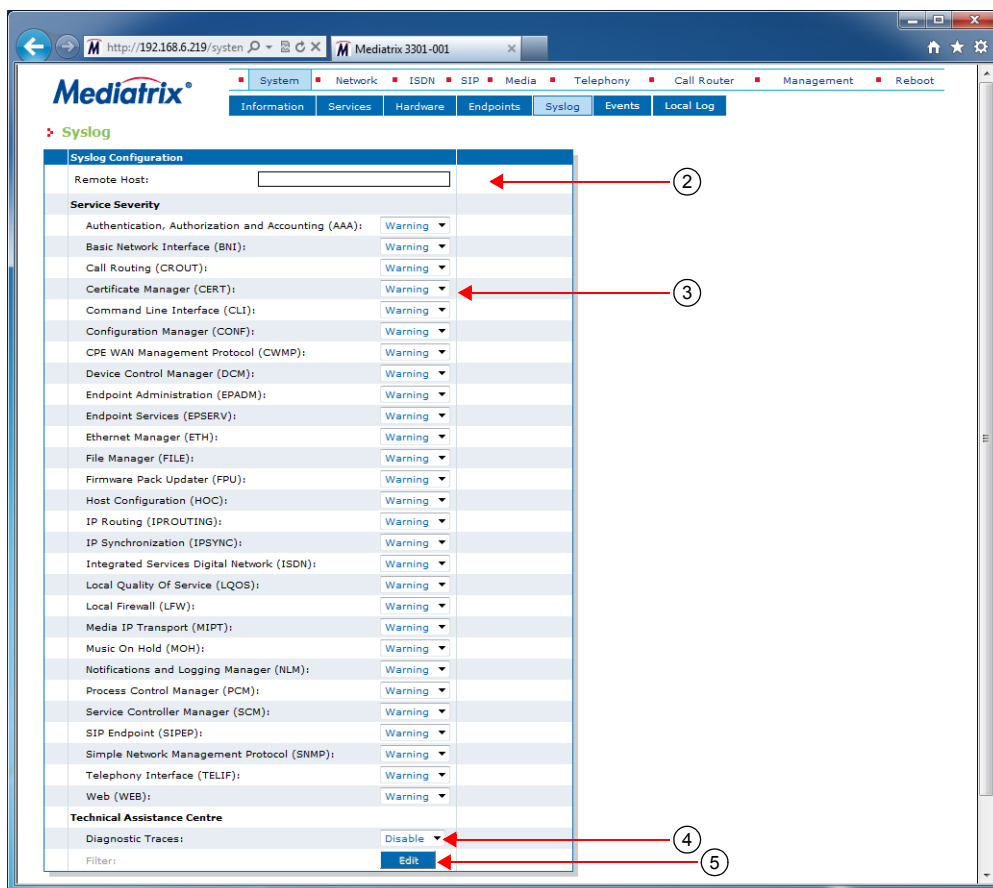 http://192.168.6.219/systen
Mediatrix 3301-001
Mediatrix®
System Network ISDN SIP Media Telephony Call Router Management Reboot
Information Services Hardware Endpoints Syslog Events Local Log
Syslog
Syslog Configuration
Remote Host:
2
Service Severity
Authentication, Authorization and Accounting (AAA): Warning
Basic Network Interface (BNI): Warning
Call Routing (CROUT): Warning
Certificate Manager (CERT): Warning
3
Command Line Interface (CLI): Warning
Configuration Manager (CONF): Warning
CPE WAN Management Protocol (CWMP): Warning
Device Control Manager (DCM): Warning
Endpoint Administration (EPADM): Warning
Endpoint Services (EPSERV): Warning
Ethernet Manager (ETH): Warning
File Manager (FILE): Warning
Firmware Pack Updater (FPU): Warning
Host Configuration (HOC): Warning
IP Routing (IPROUTING): Warning
IP Synchronization (IPSYNC): Warning
Integrated Services Digital Network (ISDN): Warning
Local Quality Of Service (LQOS): Warning
Local Firewall (LFW): Warning
Media IP Transport (MIPT): Warning
Music On Hold (MOH): Warning
Notifications and Logging Manager (NLM): Warning
Process Control Manager (PCM): Warning
Service Controller Manager (SCM): Warning
SIP Endpoint (SIPEP): Warning
Simple Network Management Protocol (SNMP): Warning
Telephony Interface (TELIF): Warning
Web (WEB): Warning
Technical Assistance Centre
Diagnostic Traces: Disable
4
Filter: Edit
5